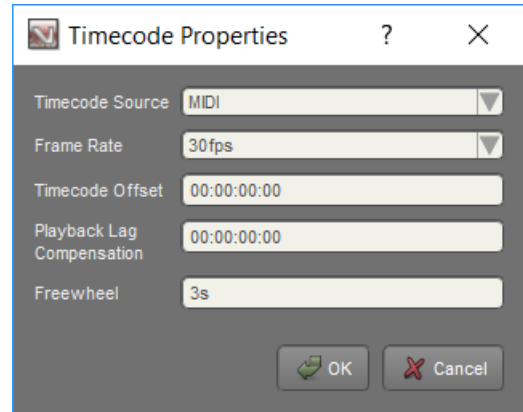 Timecode Properties ?
Timecode Source MIDI
Frame Rate 30fps
Timecode Offset 00:00:00:00
Playback Lag
Compensation 00:00:00:00
Freewheel 3s
OK Cancel